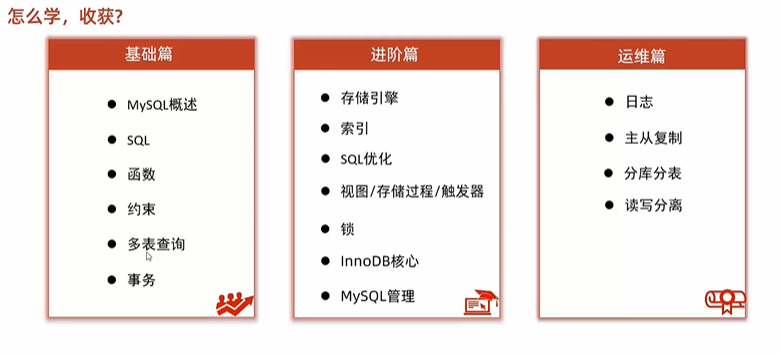 怎么学，收获?
基础篇
● MySQL概述
● SQL
● 函数
● 约束
● 多表查询
● 事务
进阶篇
● 存储引擎
● 索引
● SQL优化
● 视图/存储过程/触发器
● 锁
● InnoDB核心
● MySQL管理
运维篇
● 日志
● 主从复制
● 分库分表
● 读写分离